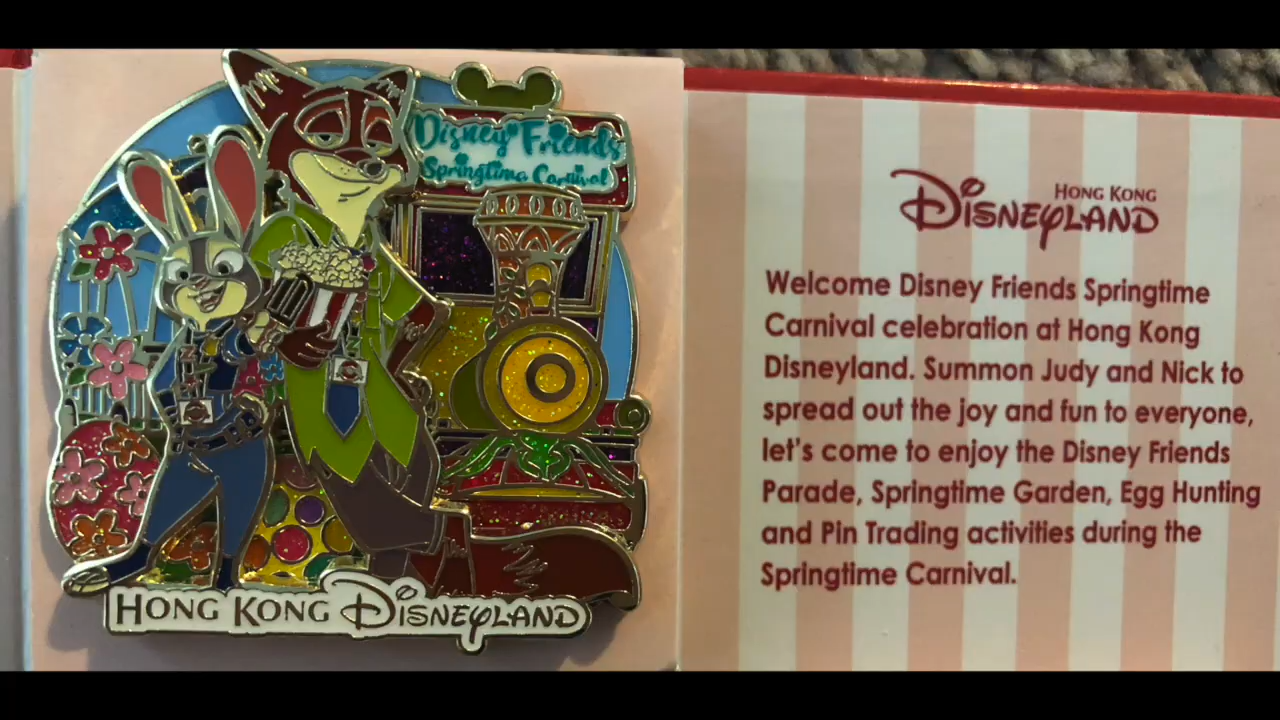 Disney Friends
Springtime Carnival
HONG KONG DISNEYLAND
HONG KONG
DISNEYLAND
Welcome Disney Friends Springtime
Carnival celebration at Hong Kong
Disneyland. Summon Judy and Nick to
spread out the joy and fun to everyone,
let's come to enjoy the Disney Friends
Parade, Springtime Garden, Egg Hunting
and Pin Trading activities during the
Springtime Carnival.